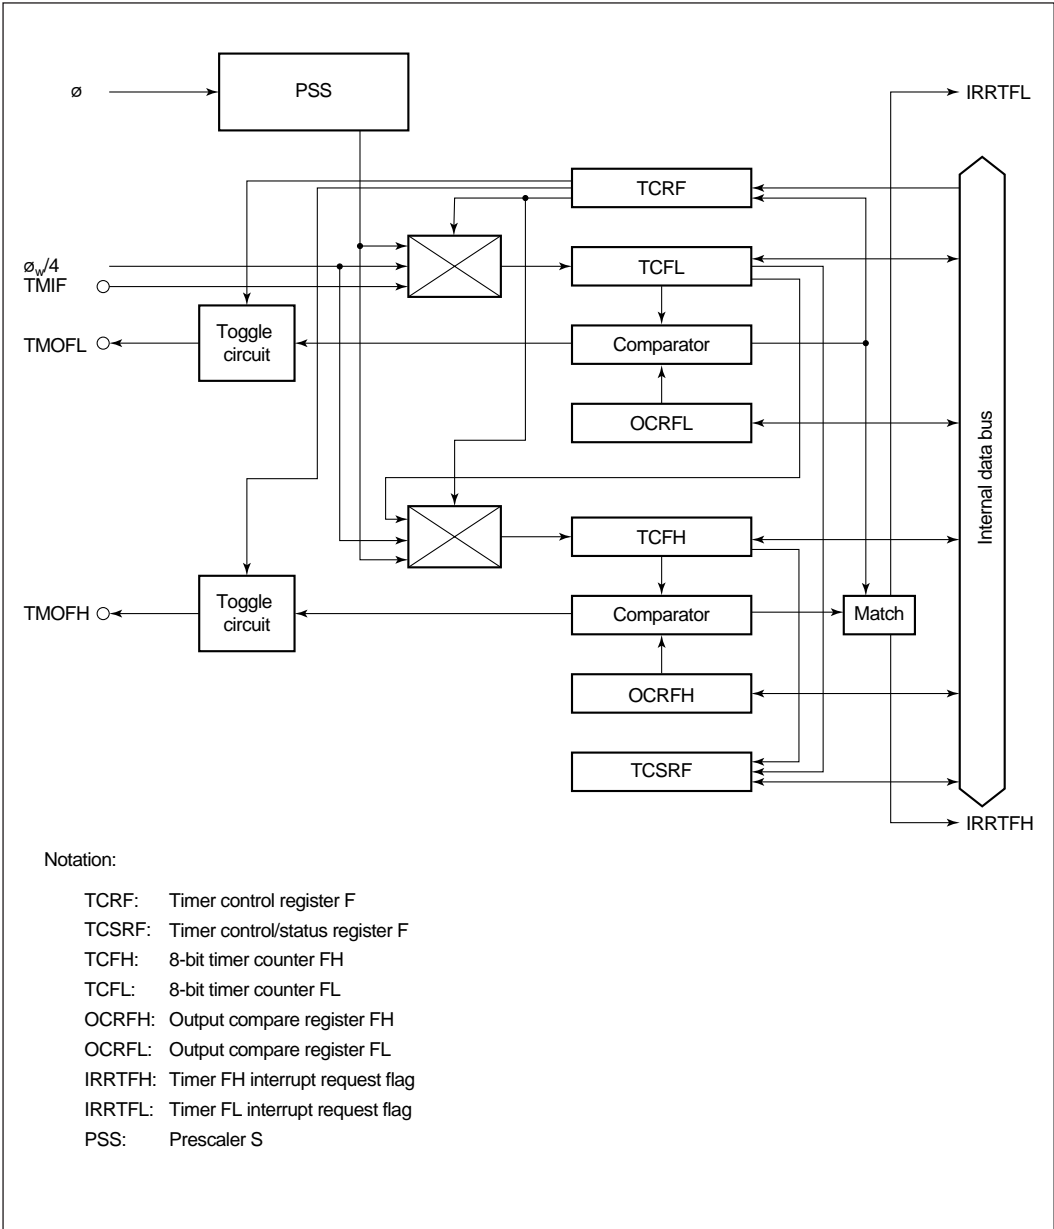 ø
PSS
IRRTFL
TCRF
øw/4
TMIF
TCFL
TMOFL
Toggle
circuit
Comparator
OCRFL
Internal data bus
TCFH
TMOFH
Toggle
circuit
Comparator
Match
OCRFH
TCSRF
IRRTFH
Notation:
TCRF: Timer control register F
TCSRF: Timer control/status register F
TCFH: 8-bit timer counter FH
TCFL: 8-bit timer counter FL
OCRFH: Output compare register FH
OCRFL: Output compare register FL
IRRTFH: Timer FH interrupt request flag
IRRTFL: Timer FL interrupt request flag
PSS: Prescaler S